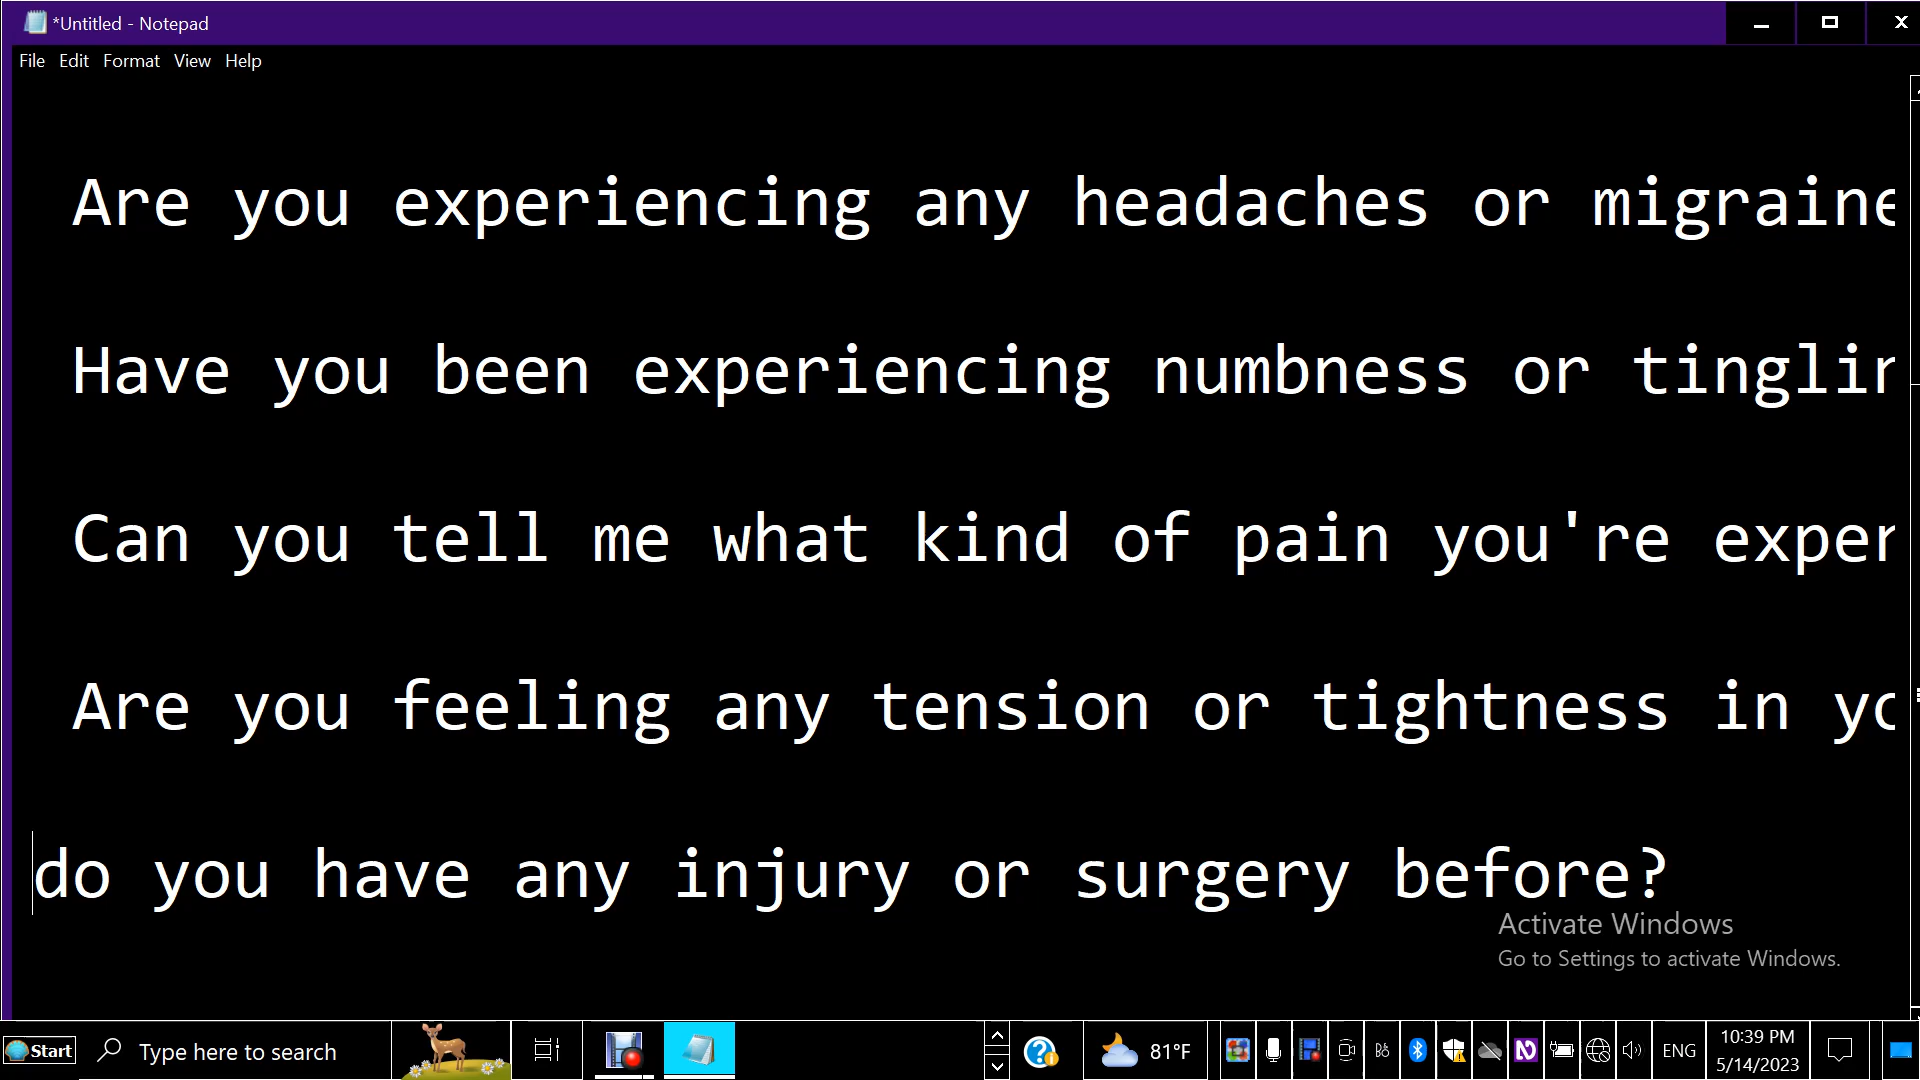 *Untitled - Notepad
File Edit Format View Help
Are you experiencing any headaches or migraine
Have you been experiencing numbness or
Can you tell me what kind of pain you're
Are you feeling any tension or tightness in
do you have any injury or surgery before?
Activate Windows
Go to Settings to activate Windows.
Start Type here to search 81°F ENG 10:39 PM
5/14/2023